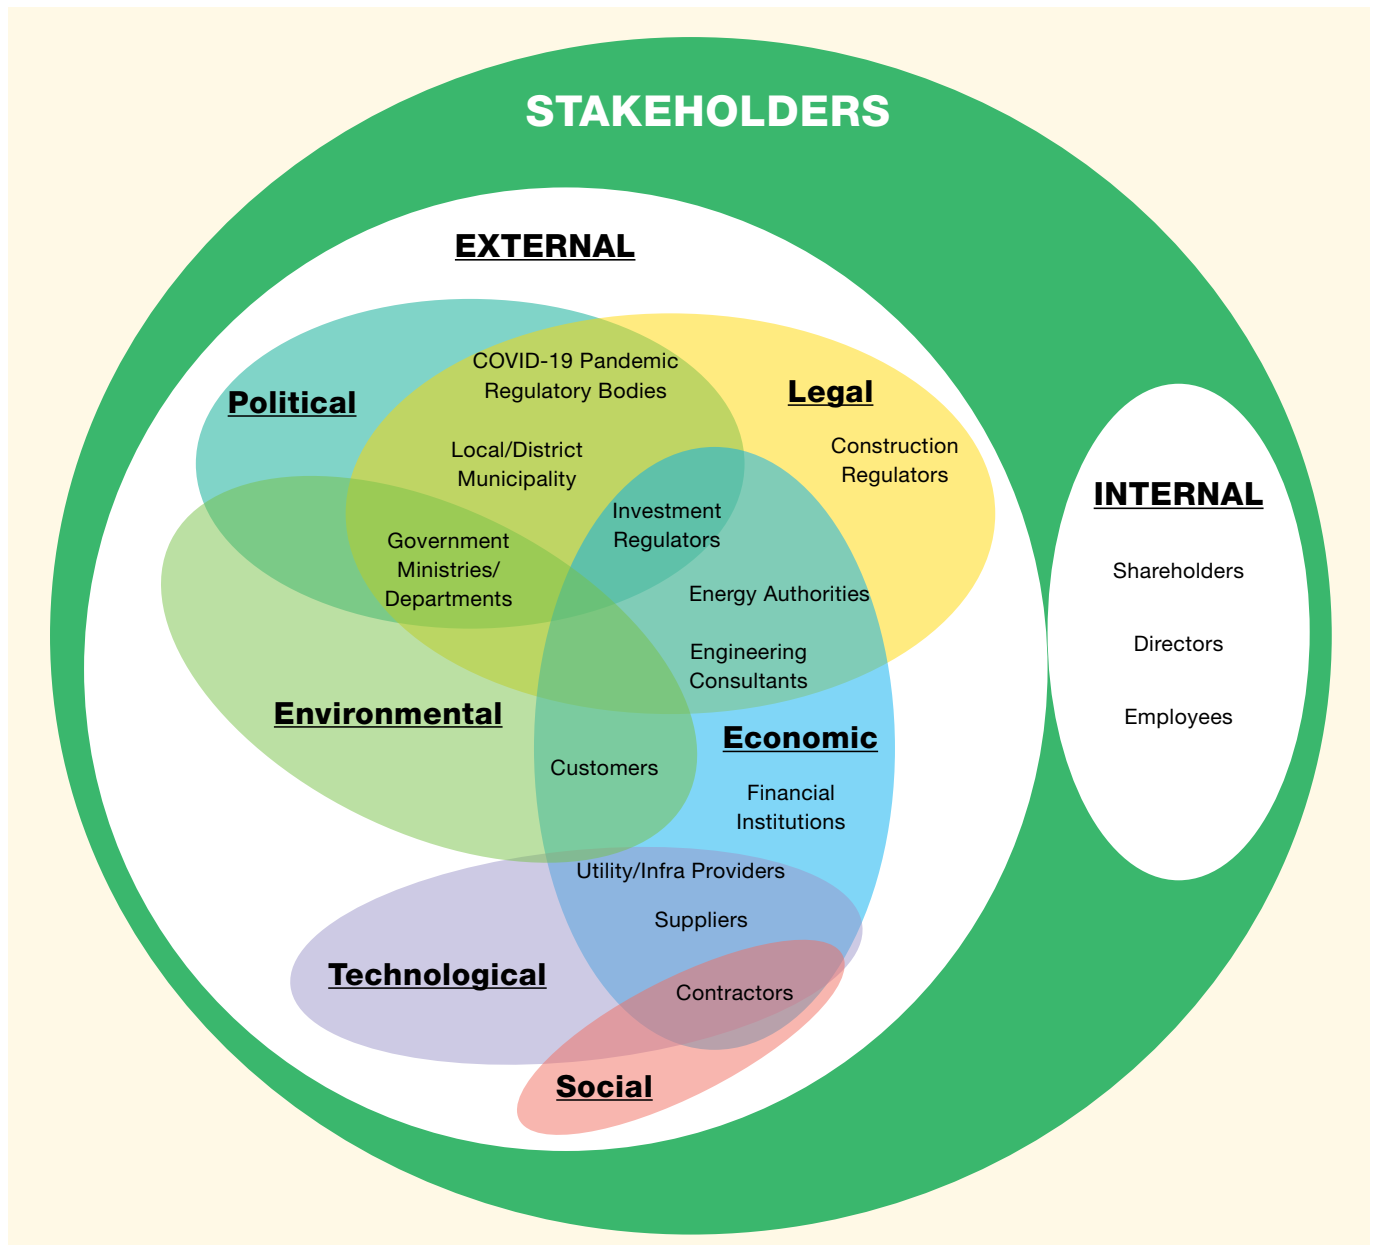 STAKEHOLDERS
EXTERNAL
COVID-19 Pandemic
Regulatory Bodies
Political
Legal
Local/District
Municipality
Construction
Regulators
Investment
Regulators
Government
Ministries/
Departments
Energy Authorities
Engineering
Consultants
Environmental
Economic
Customers
Financial
Institutions
Utility/Infra Providers
Suppliers
Technological
Contractors
Social
INTERNAL
Shareholders
Directors
Employees